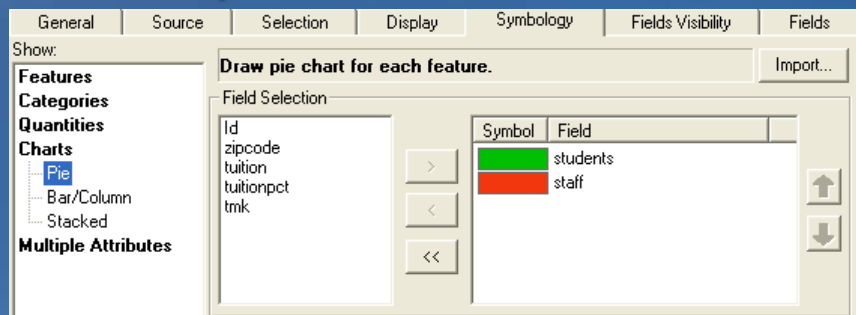 General Source Selection Display Symbology Fields Visibility Fields
Show:
Features
Categories
Quantities
Charts
Pie
Bar/Column
Stacked
Multiple Attributes
Draw pie chart for each feature.
Import...
Field Selection
Id
zipcode
tuition
tuitionpct
tmk
>
<
<<
Symbol Field
students
staff